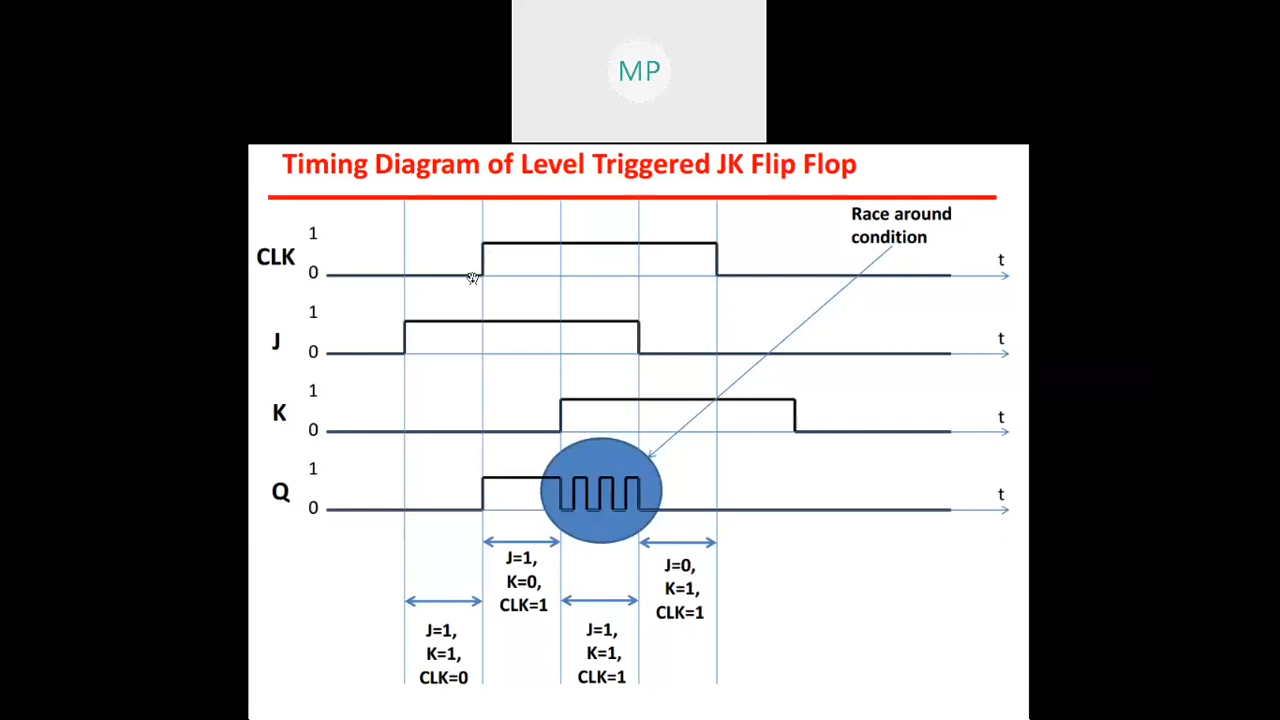 MP
Timing Diagram of Level Triggered JK Flip Flop
Race around
condition
CLK
1
0
t
J
1
0
t
K
1
0
t
Q
1
0
t
J=1,
K=0,
CLK=1
J=0,
K=1,
CLK=1
J=1,
K=1,
CLK=0
J=1,
K=1,
CLK=1